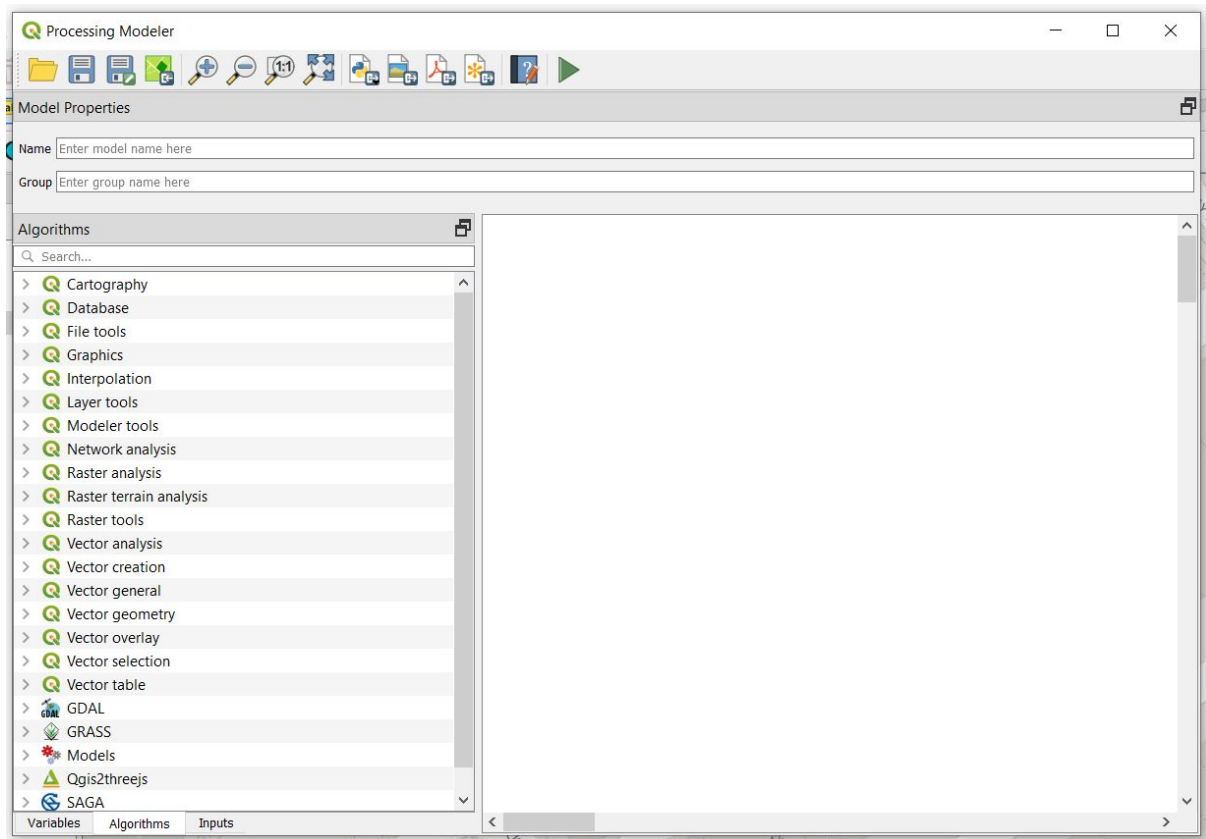 Processing Modeler
1:1
Model Properties
Name Enter model name here
Group Enter group name here
Algorithms
Search...
Cartography
Database
File tools
Graphics
Interpolation
Layer tools
Modeler tools
Network analysis
Raster analysis
Raster terrain analysis
Raster tools
Vector analysis
Vector creation
Vector general
Vector geometry
Vector overlay
Vector selection
Vector table
GDAL GDAL
GRASS
Models
Qgis2threejs
SAGA
Variables Algorithms Inputs